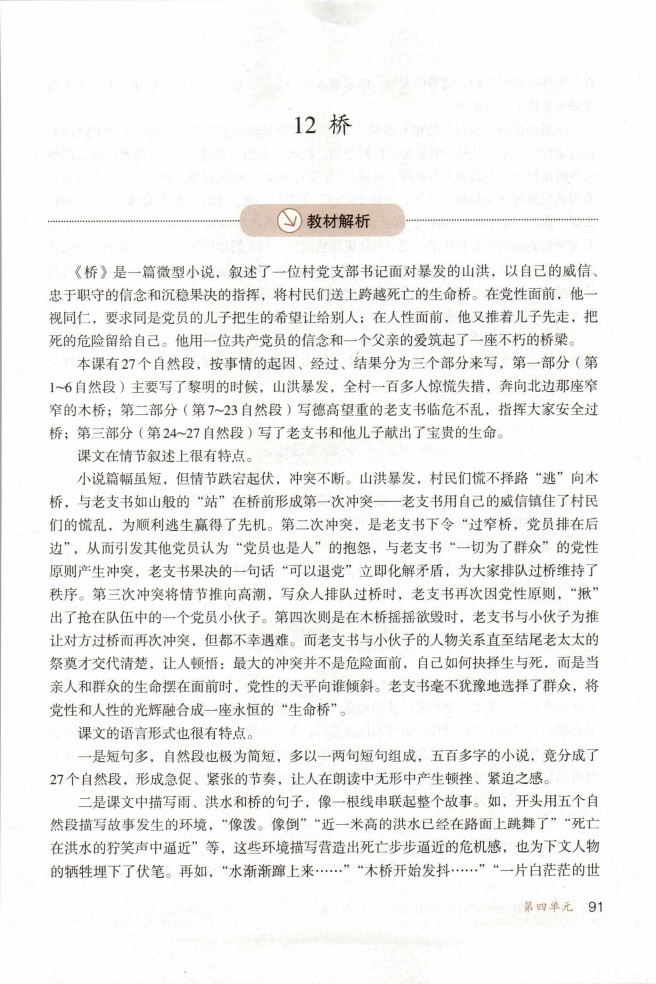 12 桥
教材解析
《桥》是一篇微型小说，叙述了一位村党支部书记面对暴发的山洪，以自己的威信、
忠于职守的信念和沉稳果决的指挥，将村民们送上跨越死亡的生命桥。在党性面前，他一
视同仁，要求同是党员的儿子把生的希望让给别人；在人性面前，他又推着儿子先走，把
死的危险留给自己。他用一位共产党员的信念和一个父亲的爱筑起了一座不朽的桥梁。
本课有27个自然段，按事情的起因、经过、结果分为三个部分来写，第一部分（第
1~6自然段）主要写了黎明的时候，山洪暴发，全村一百多人惊慌失措，奔向北边那座窄
窄的木桥；第二部分（第7~23自然段）写德高望重的老支书临危不乱，指挥大家安全过
桥；第三部分（第24~27自然段）写了老支书和他儿子献出了宝贵的生命。
课文在情节叙述上很有特点。
小说篇幅虽短，但情节跌宕起伏，冲突不断。山洪暴发，村民们慌不择路“逃”向木
桥，与老支书如山般的“站”在桥前形成第一次冲突——老支书用自己的威信镇住了村民
们的慌乱，为顺利逃生赢得了先机。第二次冲突，是老支书下令“过窄桥，党员排在后
边”，从而引发其他党员认为“党员也是人”的抱怨，与老支书“一切为了群众”的党性
原则产生冲突，老支书果决的一句话“可以退党”立即化解矛盾，为大家排队过桥维持了
秩序。第三次冲突将情节推向高潮，写众人排队过桥时，老支书再次因党性原则，“揪”
出了抢在队伍中的一个党员小伙子。第四次则是在木桥摇摇欲毁时，老支书与小伙子为推
让对方过桥而再次冲突，但都不幸遇难。而老支书与小伙子的人物关系直至结尾老太太的
祭奠才交代清楚，让人顿悟：最大的冲突并不是危险面前，自己如何抉择生与死，而是当
亲人和群众的生命摆在面前时，党性的天平向谁倾斜。老支书毫不犹豫地选择了群众，将
党性和人性的光辉融合成一座永恒的“生命桥”。
课文的语言形式也很有特点。
一是短句多，自然段也极为简短，多以一两句短句组成，五百多字的小说，竟分成了
27个自然段，形成急促、紧张的节奏，让人在朗读中无形中产生顿挫、紧迫之感。
二是课文中描写雨、洪水和桥的句子，像一根线串联起整个故事。如，开头用五个自
然段描写故事发生的环境，“像泼。像倒”“近一米高的洪水已经在路面上跳舞了”“死亡
在洪水的狞笑声中逼近”等，这些环境描写营造出死亡步步逼近的危机感，也为下文人物
的牺牲埋下了伏笔。再如，“水渐渐蹿上来……”“木桥开始发抖……”“一片白茫茫的世
第四单元 91